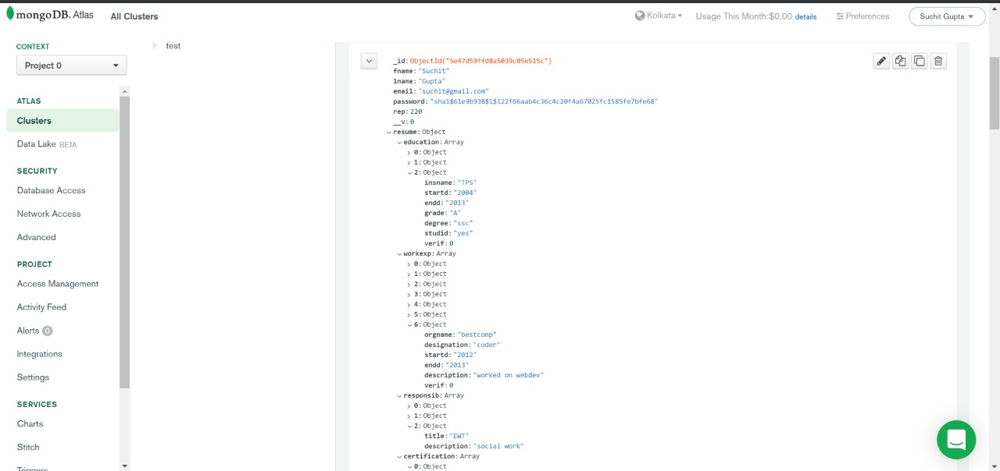 mongoDB. Atlas
All Clusters
Kolkata
Usage This Month:$0.00 details
Preferences
Suchit Gupta
CONTEXT
Project 0
ATLAS
Clusters
Data Lake BETA
SECURITY
Database Access
Network Access
Advanced
PROJECT
Access Management
Activity Feed
Alerts 0
Integrations
Settings
SERVICES
Charts
Stitch
Triggers
test
_id:ObjectId("5e47d59ffd8a5039c05e515c")
fname:"Suchit"
lname:"Gupta"
email:"suchit@gmail.com"
password:"sha1$61e9b938$1$122f66aab4c36c4c20f4a67025fc1585fe7bfe68"
rep:220
__v:0
resume:Object
education:Array
0:Object
1:Object
2:Object
insname:"TPS"
startd:"2004"
endd:"2013"
grade:"A"
degree:"ssc"
studid:"yes"
verif:0
workexp:Array
0:Object
1:Object
2:Object
3:Object
4:Object
5:Object
6:Object
orgname:"bestcomp"
designation:"coder"
startd:"2012"
endd:"2013"
description:"worked on webdev"
verif:0
responsib:Array
0:Object
1:Object
2:Object
title:"EWT"
description:"social work"
certification:Array
0:Object